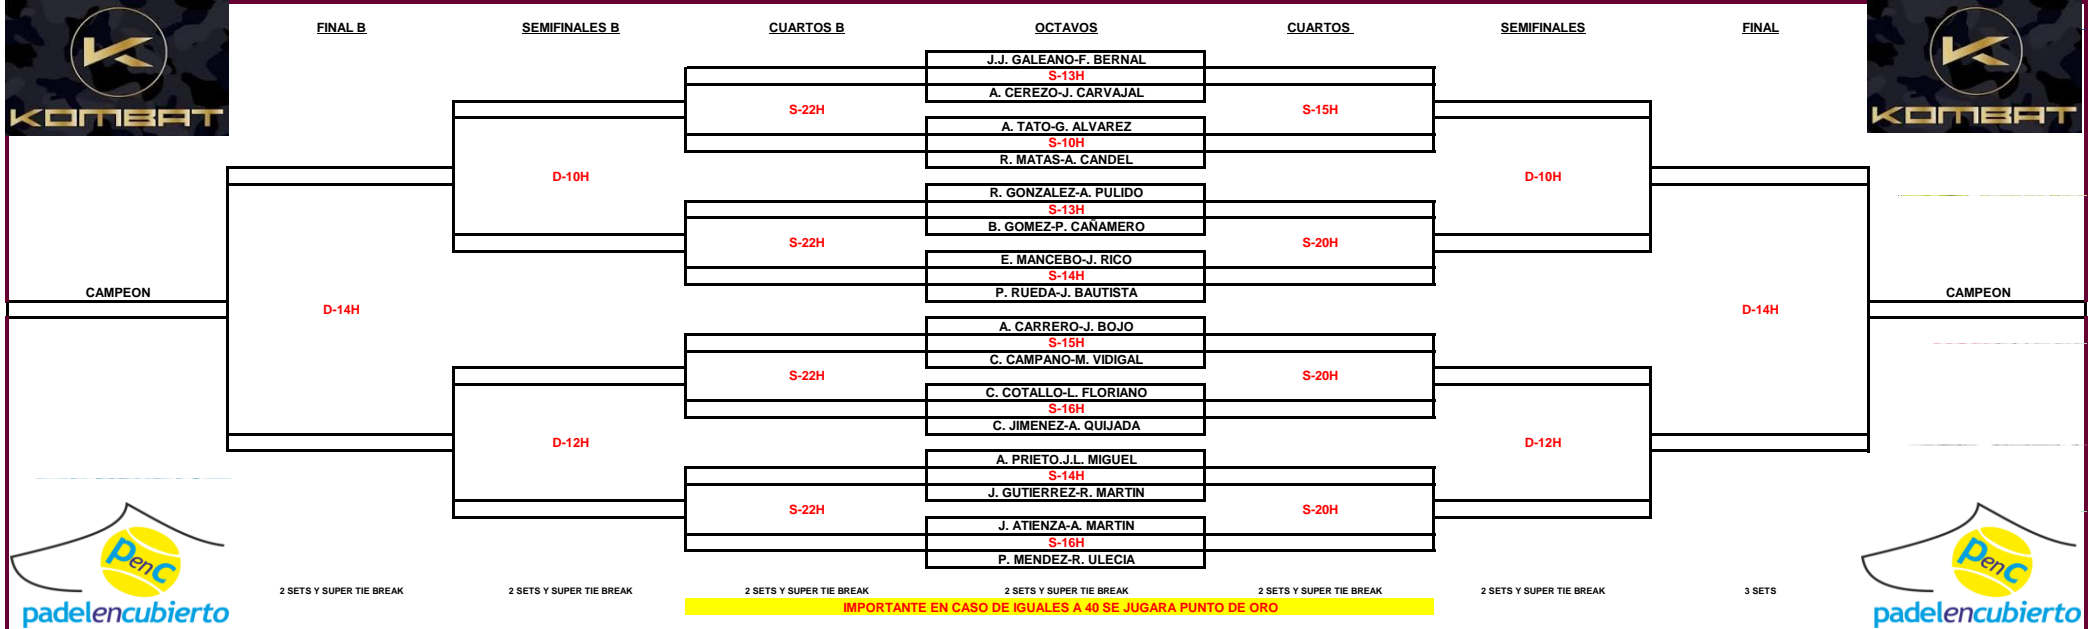 FINAL B SEMIFINALES B CUARTOS B OCTAVOS CUARTOS SEMIFINALES FINAL
KOMBAT KOMBAT
J.J. GALEANO-F. BERNAL
S-13H
A. CEREZO-J. CARVAJAL
S-22H S-15H
A. TATO-G. ALVAREZ
S-10H
R. MATAS-A. CANDEL
D-10H D-10H
R. GONZALEZ-A. PULIDO
S-13H
B. GOMEZ-P. CAÑAMERO
S-22H S-20H
E. MANCEBO-J. RICO
S-14H
P. RUEDA-J. BAUTISTA
CAMPEON CAMPEON
D-14H D-14H
A. CARRERO-J. BOJO
S-15H
C. CAMPANO-M. VIDIGAL
S-22H S-20H
C. COTALLO-L. FLORIANO
S-16H
C. JIMENEZ-A. QUIJADA
D-12H D-12H
A. PRIETO.J.L. MIGUEL
S-14H
J. GUTIERREZ-R. MARTIN
S-22H S-20H
J. ATIENZA-A. MARTIN
S-16H
P. MENDEZ-R. ULECIA
PenC PenC
2 SETS Y SUPER TIE BREAK 2 SETS Y SUPER TIE BREAK 2 SETS Y SUPER TIE BREAK 2 SETS Y SUPER TIE BREAK 2 SETS Y SUPER TIE BREAK 2 SETS Y SUPER TIE BREAK 3 SETS
IMPORTANTE EN CASO DE IGUALES A 40 SE JUGARA PUNTO DE ORO
padelencubierto padelencubierto